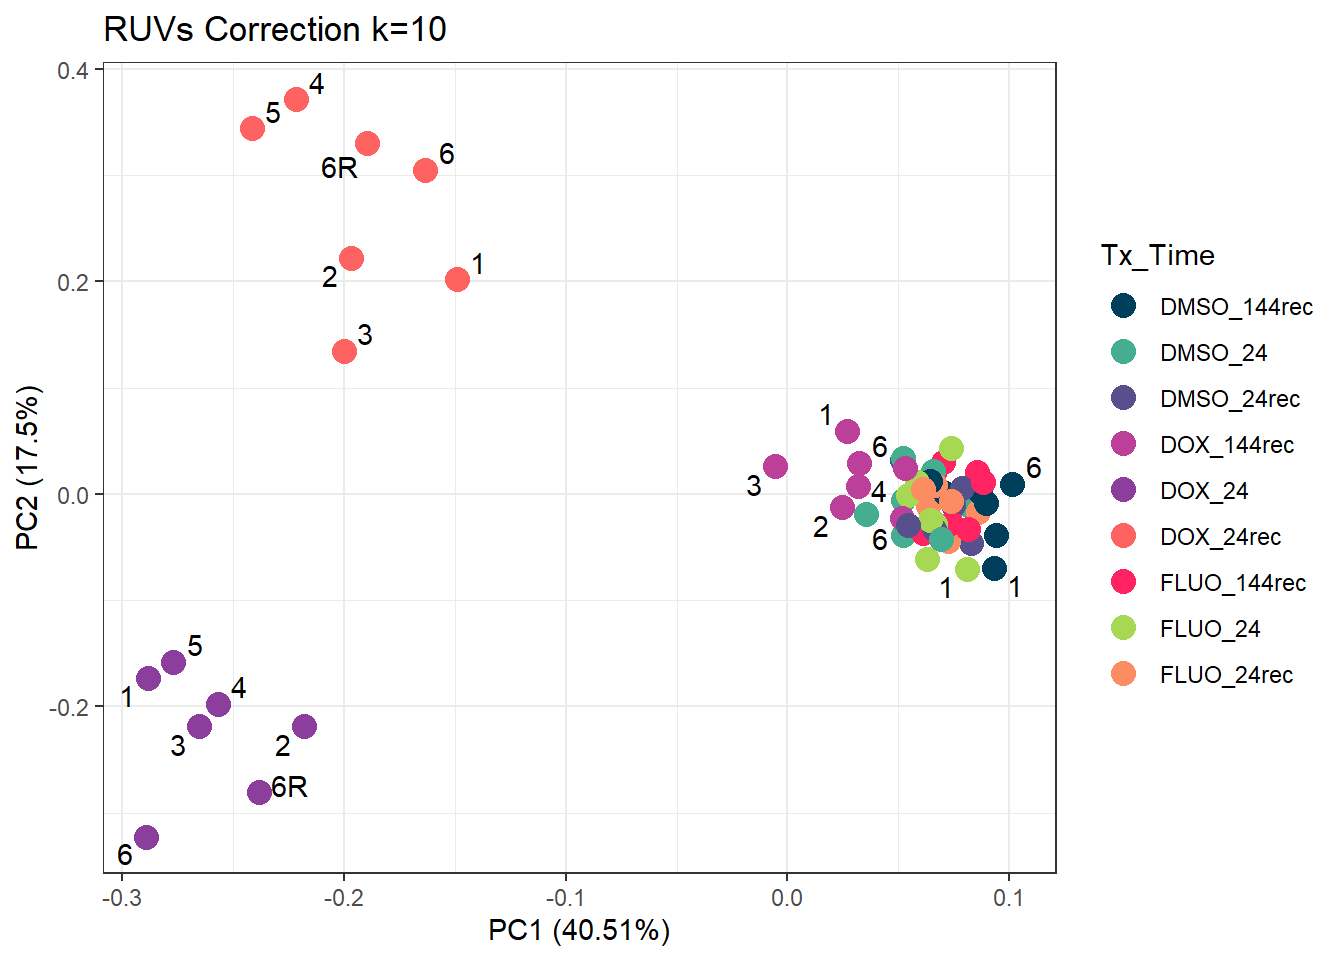 RUVs Correction k=10
0.4
0.2
0.0
-0.2
PC2 (17.5%)
4
5
6R
6
2
1
3
1
6
3
4
2
6
6
1
1
5
1
4
3
2
6R
6
-0.3
-0.2
-0.1
0.0
0.1
PC1 (40.51%)
Tx_Time
DMSO_144rec
DMSO_24
DMSO_24rec
DOX_144rec
DOX_24
DOX_24rec
FLUO_144rec
FLUO_24
FLUO_24rec